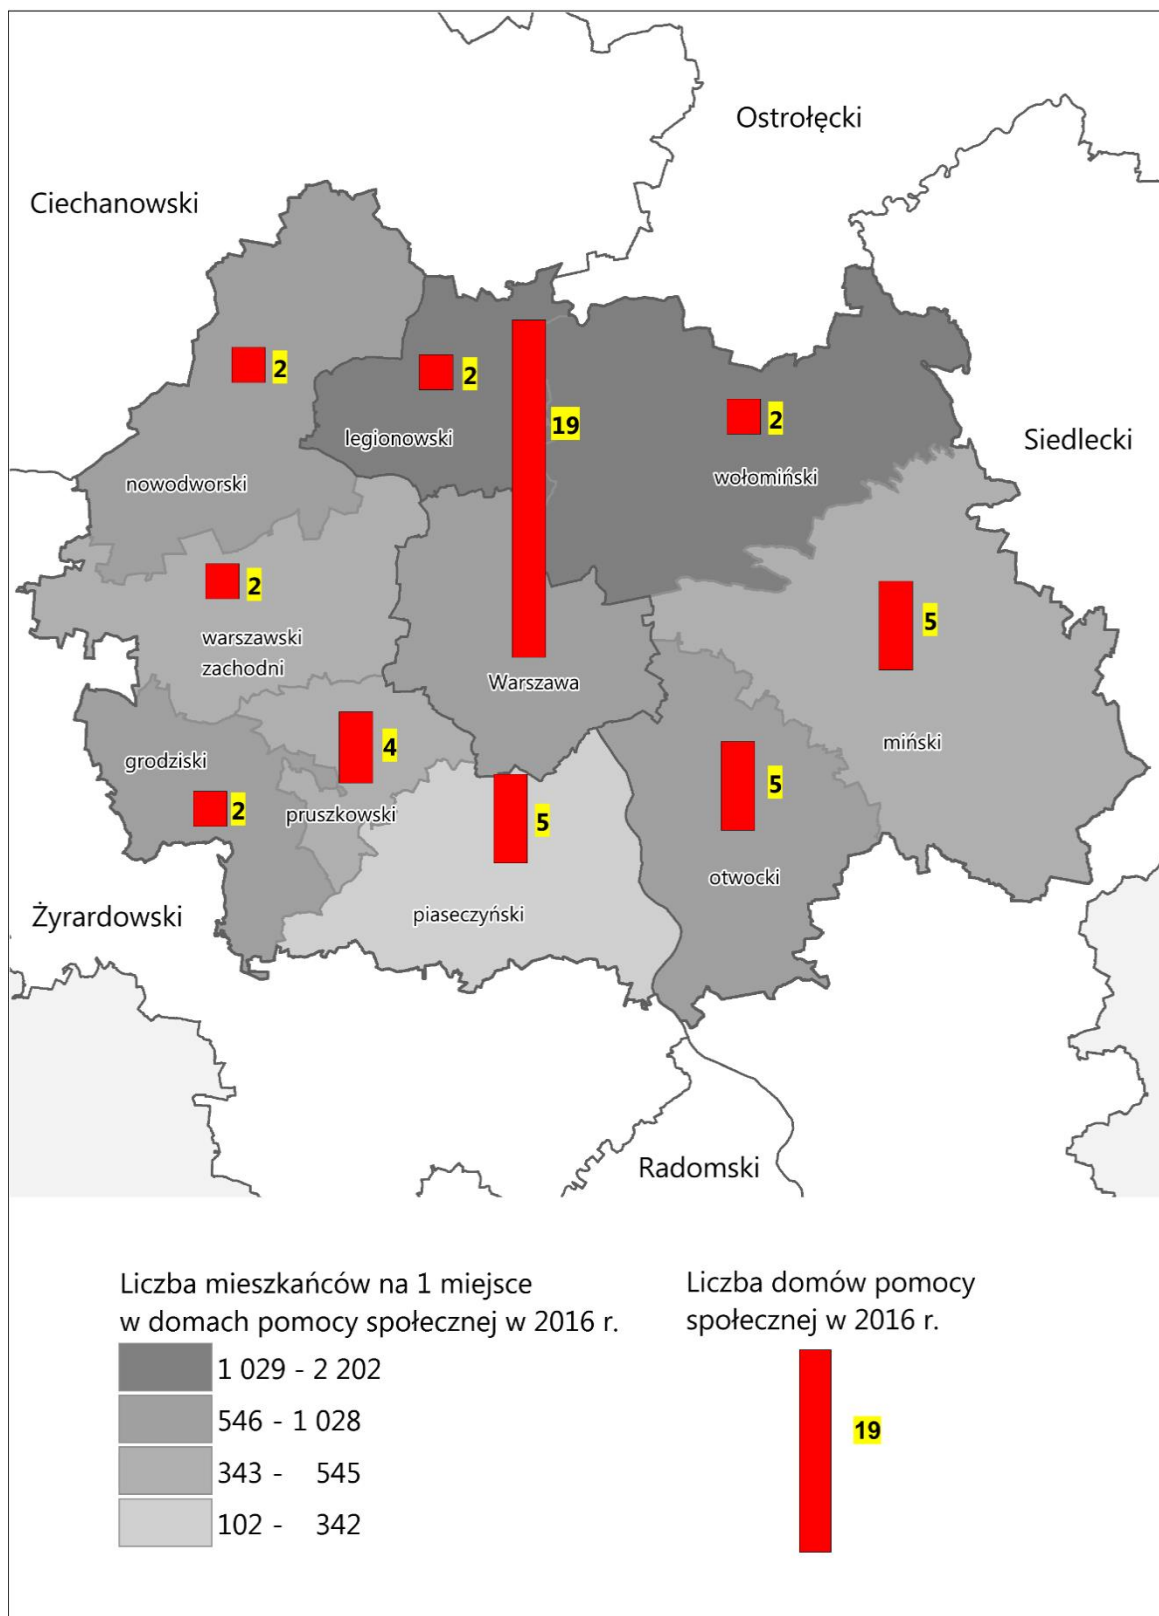 Ostrołęcki
Ciechanowski
2
2
2
19
legionowski
Siedlecki
wołomiński
nowodworski
2
5
warszawski
zachodni
Warszawa
4
miński
grodziski
5
2
pruszkowski
5
otwocki
piaseczyński
Żyrardowski
Radomski
Liczba mieszkańców na 1 miejsce
w domach pomocy społecznej w 2016 r.
1 029 - 2 202
546 - 1 028
343 - 545
102 - 342
Liczba domów pomocy
społecznej w 2016 r.
19